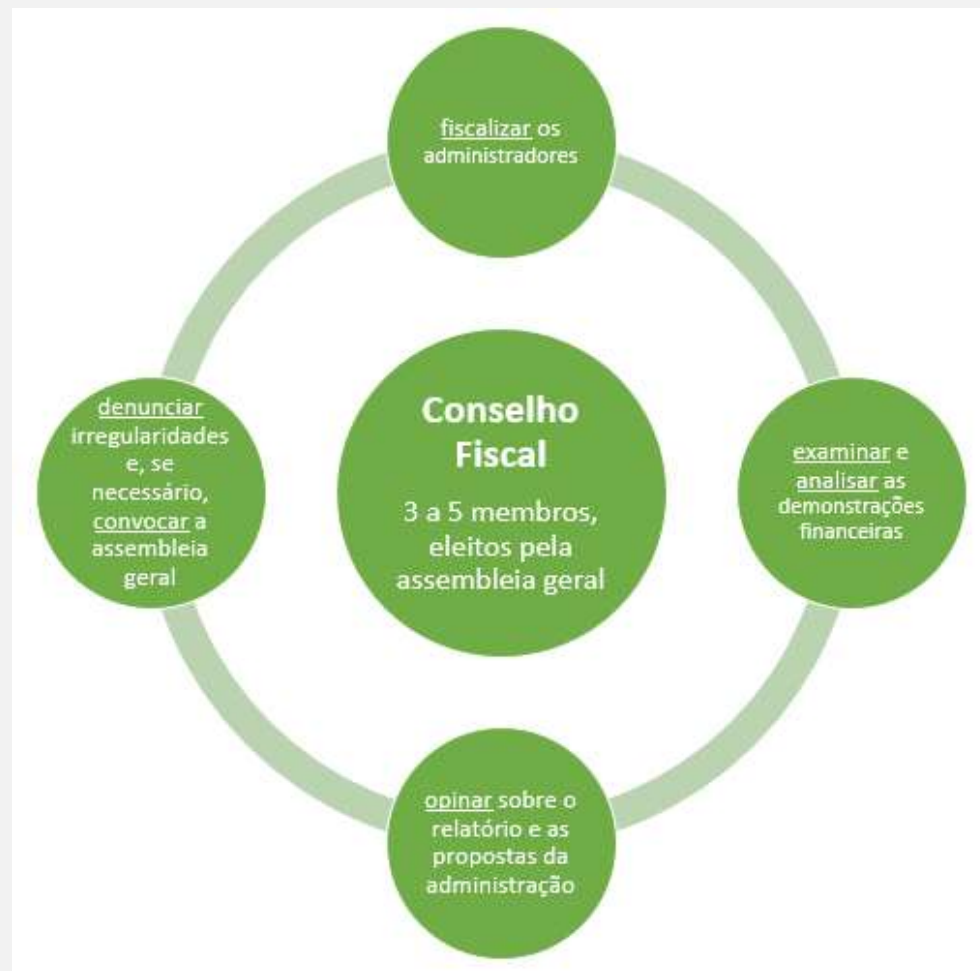 fiscalizar os
administradores
denunciar
irregularidades
e, se
necessário,
convocar a
assembleia
geral
Conselho
Fiscal
3 a 5 membros,
eleitos pela
assembleia geral
examinar e
analisar as
demonstrações
financeiras
opinar sobre o
relatório e as
propostas da
administração